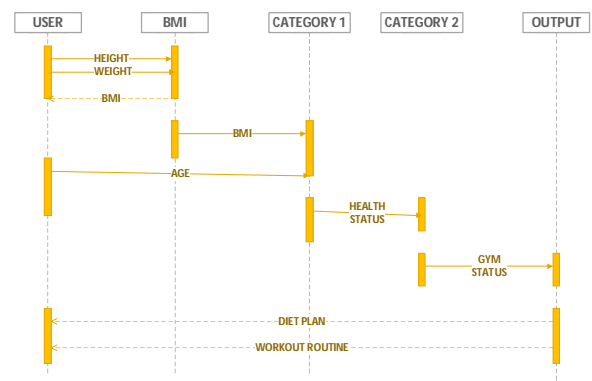 USER BMI CATEGORY 1 CATEGORY 2 OUTPUT
HEIGHT
WEIGHT
BMI
BMI
AGE
HEALTH
STATUS
GYM
STATUS
DIET PLAN
WORKOUT ROUTINE